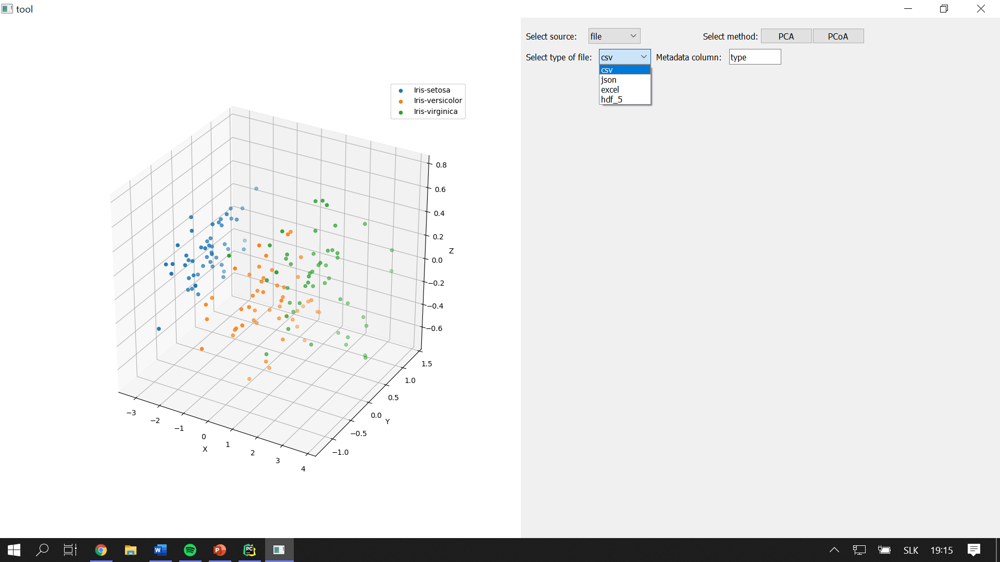 tool
Select source: file Select method: PCA PCoA
Select type of file: csv Metadata column: type
csv
json
excel
hdf_5
Iris-setosa
Iris-versicolor
Iris-virginica
0.8
0.6
0.4
0.2
0.0
−0.2
−0.4
−0.6
Z
1.5
1.0
0.5
0.0
−0.5
−1.0
Y
−3
−2
−1
0
1
2
3
4
X
W
P
PC
SLK 19:15